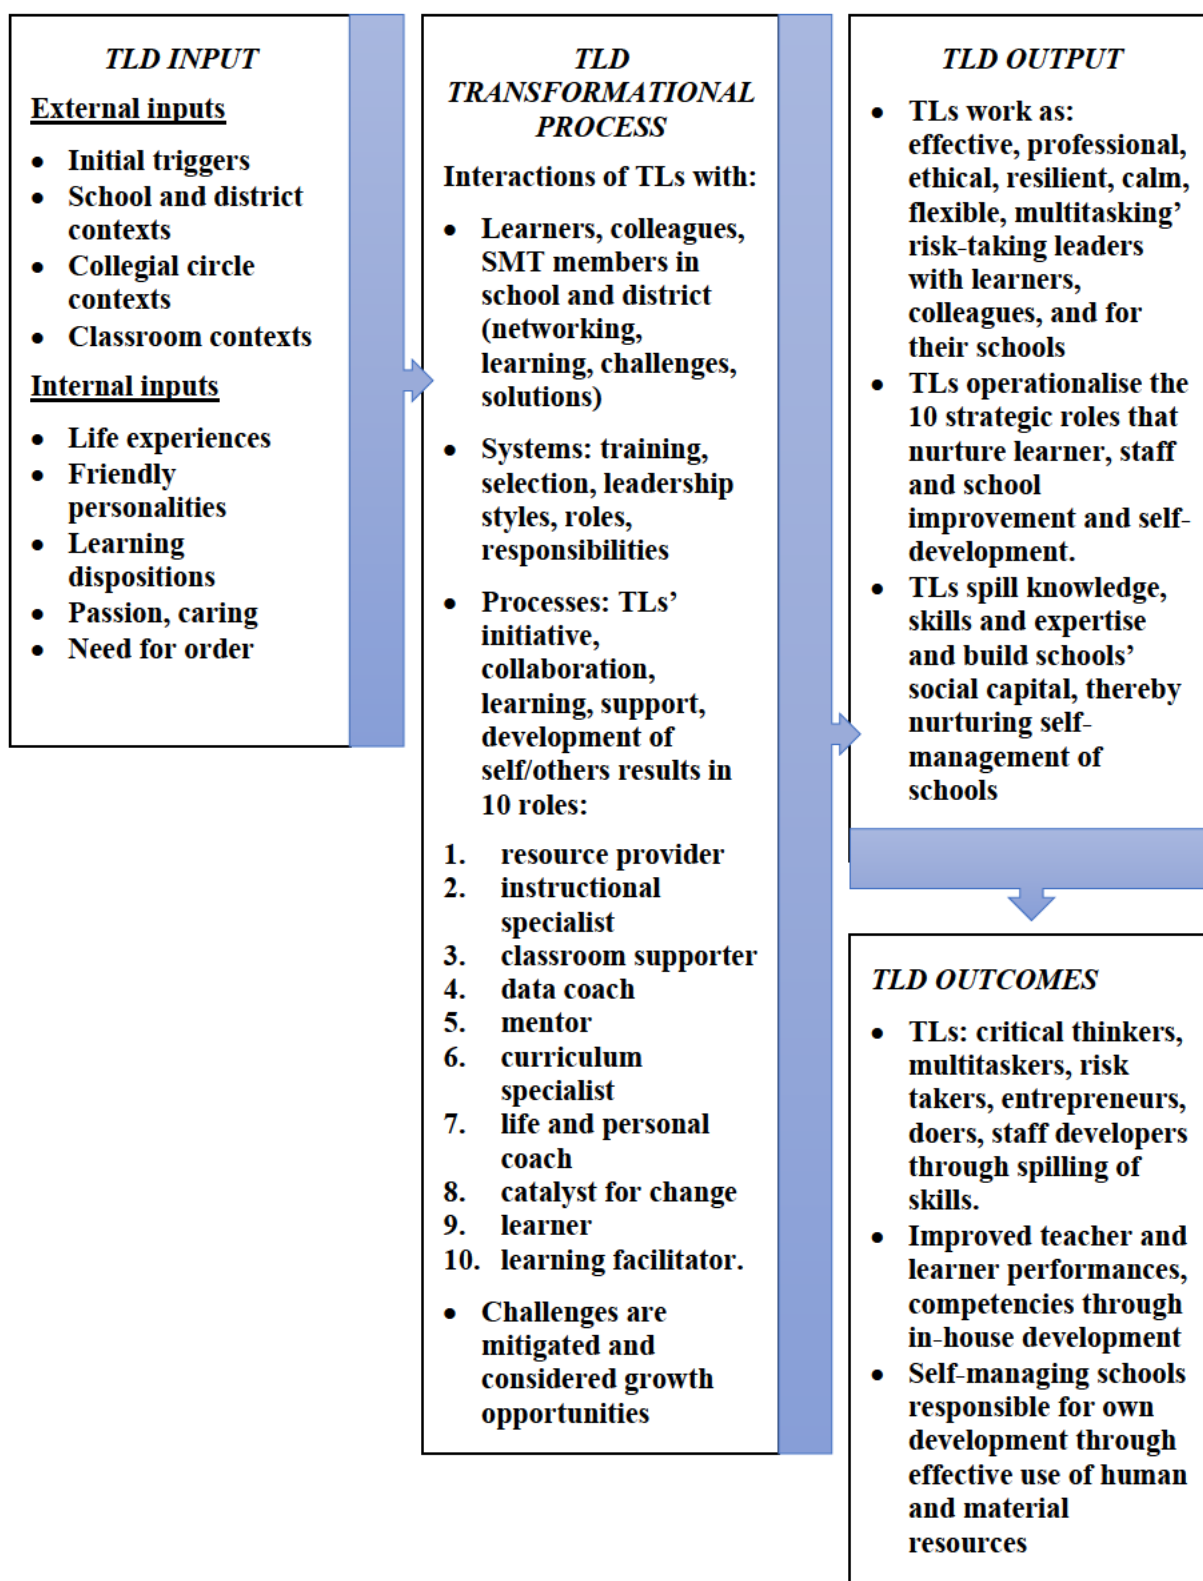 TLD INPUT
External inputs
• Initial triggers
• School and district
contexts
• Collegial circle
contexts
• Classroom contexts
Internal inputs
• Life experiences
• Friendly
personalities
• Learning
dispositions
• Passion, caring
• Need for order
TLD
TRANSFORMATIONAL
PROCESS
Interactions of TLs with:
• Learners, colleagues,
SMT members in
school and district
(networking,
learning, challenges,
solutions)
• Systems: training,
selection, leadership
styles, roles,
responsibilities
• Processes: TLs’
initiative,
collaboration,
learning, support,
development of
self/others results in
10 roles:
1. resource provider
2. instructional
specialist
3. classroom supporter
4. data coach
5. mentor
6. curriculum
specialist
7. life and personal
coach
8. catalyst for change
9. learner
10. learning facilitator.
• Challenges are
mitigated and
considered growth
opportunities
TLD OUTPUT
• TLs work as:
effective, professional,
ethical, resilient, calm,
flexible, multitasking’
risk-taking leaders
with learners,
colleagues, and for
their schools
• TLs operationalise the
10 strategic roles that
nurture learner, staff
and school
improvement and self-
development.
• TLs spill knowledge,
skills and expertise
and build schools’
social capital, thereby
nurturing self-
management of
schools
TLD OUTCOMES
• TLs: critical thinkers,
multitaskers, risk
takers, entrepreneurs,
doers, staff developers
through spilling of
skills.
• Improved teacher and
learner performances,
competencies through
in-house development
• Self-managing schools
responsible for own
development through
effective use of human
and material
resources